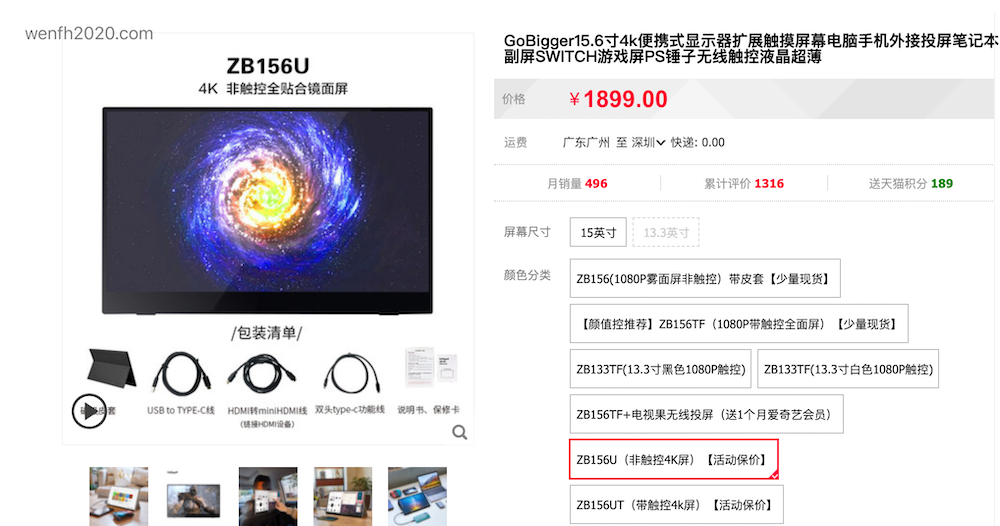 wenfh2020.com
ZB156U
4K 非触控全贴合镜面屏
/包装清单/
USB to TYPE-C线
HDMI转miniHDMI线
(链接HDMI设备)
双头type-c功能线
说明书、保修卡
GoBigger15.6寸4k便携式显示器扩展触摸屏幕电脑手机外接投屏笔记本
副屏SWITCH游戏屏PS锤子无线触控液晶超薄
价格 ¥1899.00
运费 广东广州 至 深圳 快递: 0.00
月销量 496 累计评价 1316 送天猫积分 189
屏幕尺寸 15英寸 13.3英寸
颜色分类 ZB156(1080P雾面屏非触控）带皮套【少量现货】
【颜值控推荐】ZB156TF（1080P带触控全面屏）【少量现货】
ZB133TF(13.3寸黑色1080P触控) ZB133TF(13.3寸白色1080P触控)
ZB156TF+电视果无线投屏（送1个月爱奇艺会员）
ZB156U（非触控4K屏）【活动保价】
ZB156UT（带触控4k屏）【活动保价】